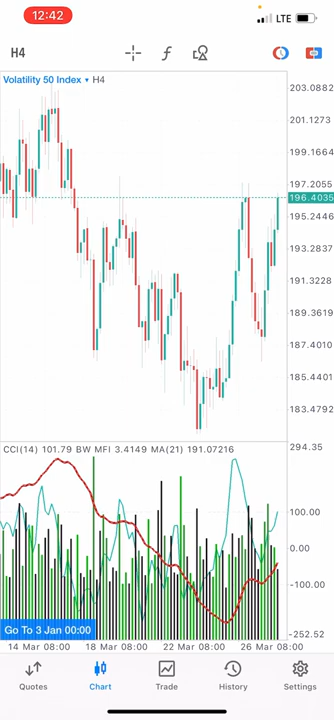 12:42
LTE
H4
f
Volatility 50 Index ▾ H4
203.0882
201.1273
199.1664
197.2055
196.4035
195.2446
193.2837
191.3228
189.3619
187.4010
185.4401
183.4792
CCI(14) 101.79 BW MFI 3.4149 MA(21) 191.07216
294.35
100.00
0.00
-100.00
-252.52
Go To 3 Jan 00:00
14 Mar 08:00 18 Mar 08:00 22 Mar 08:00 26 Mar 08:00
Quotes Chart Trade History Settings